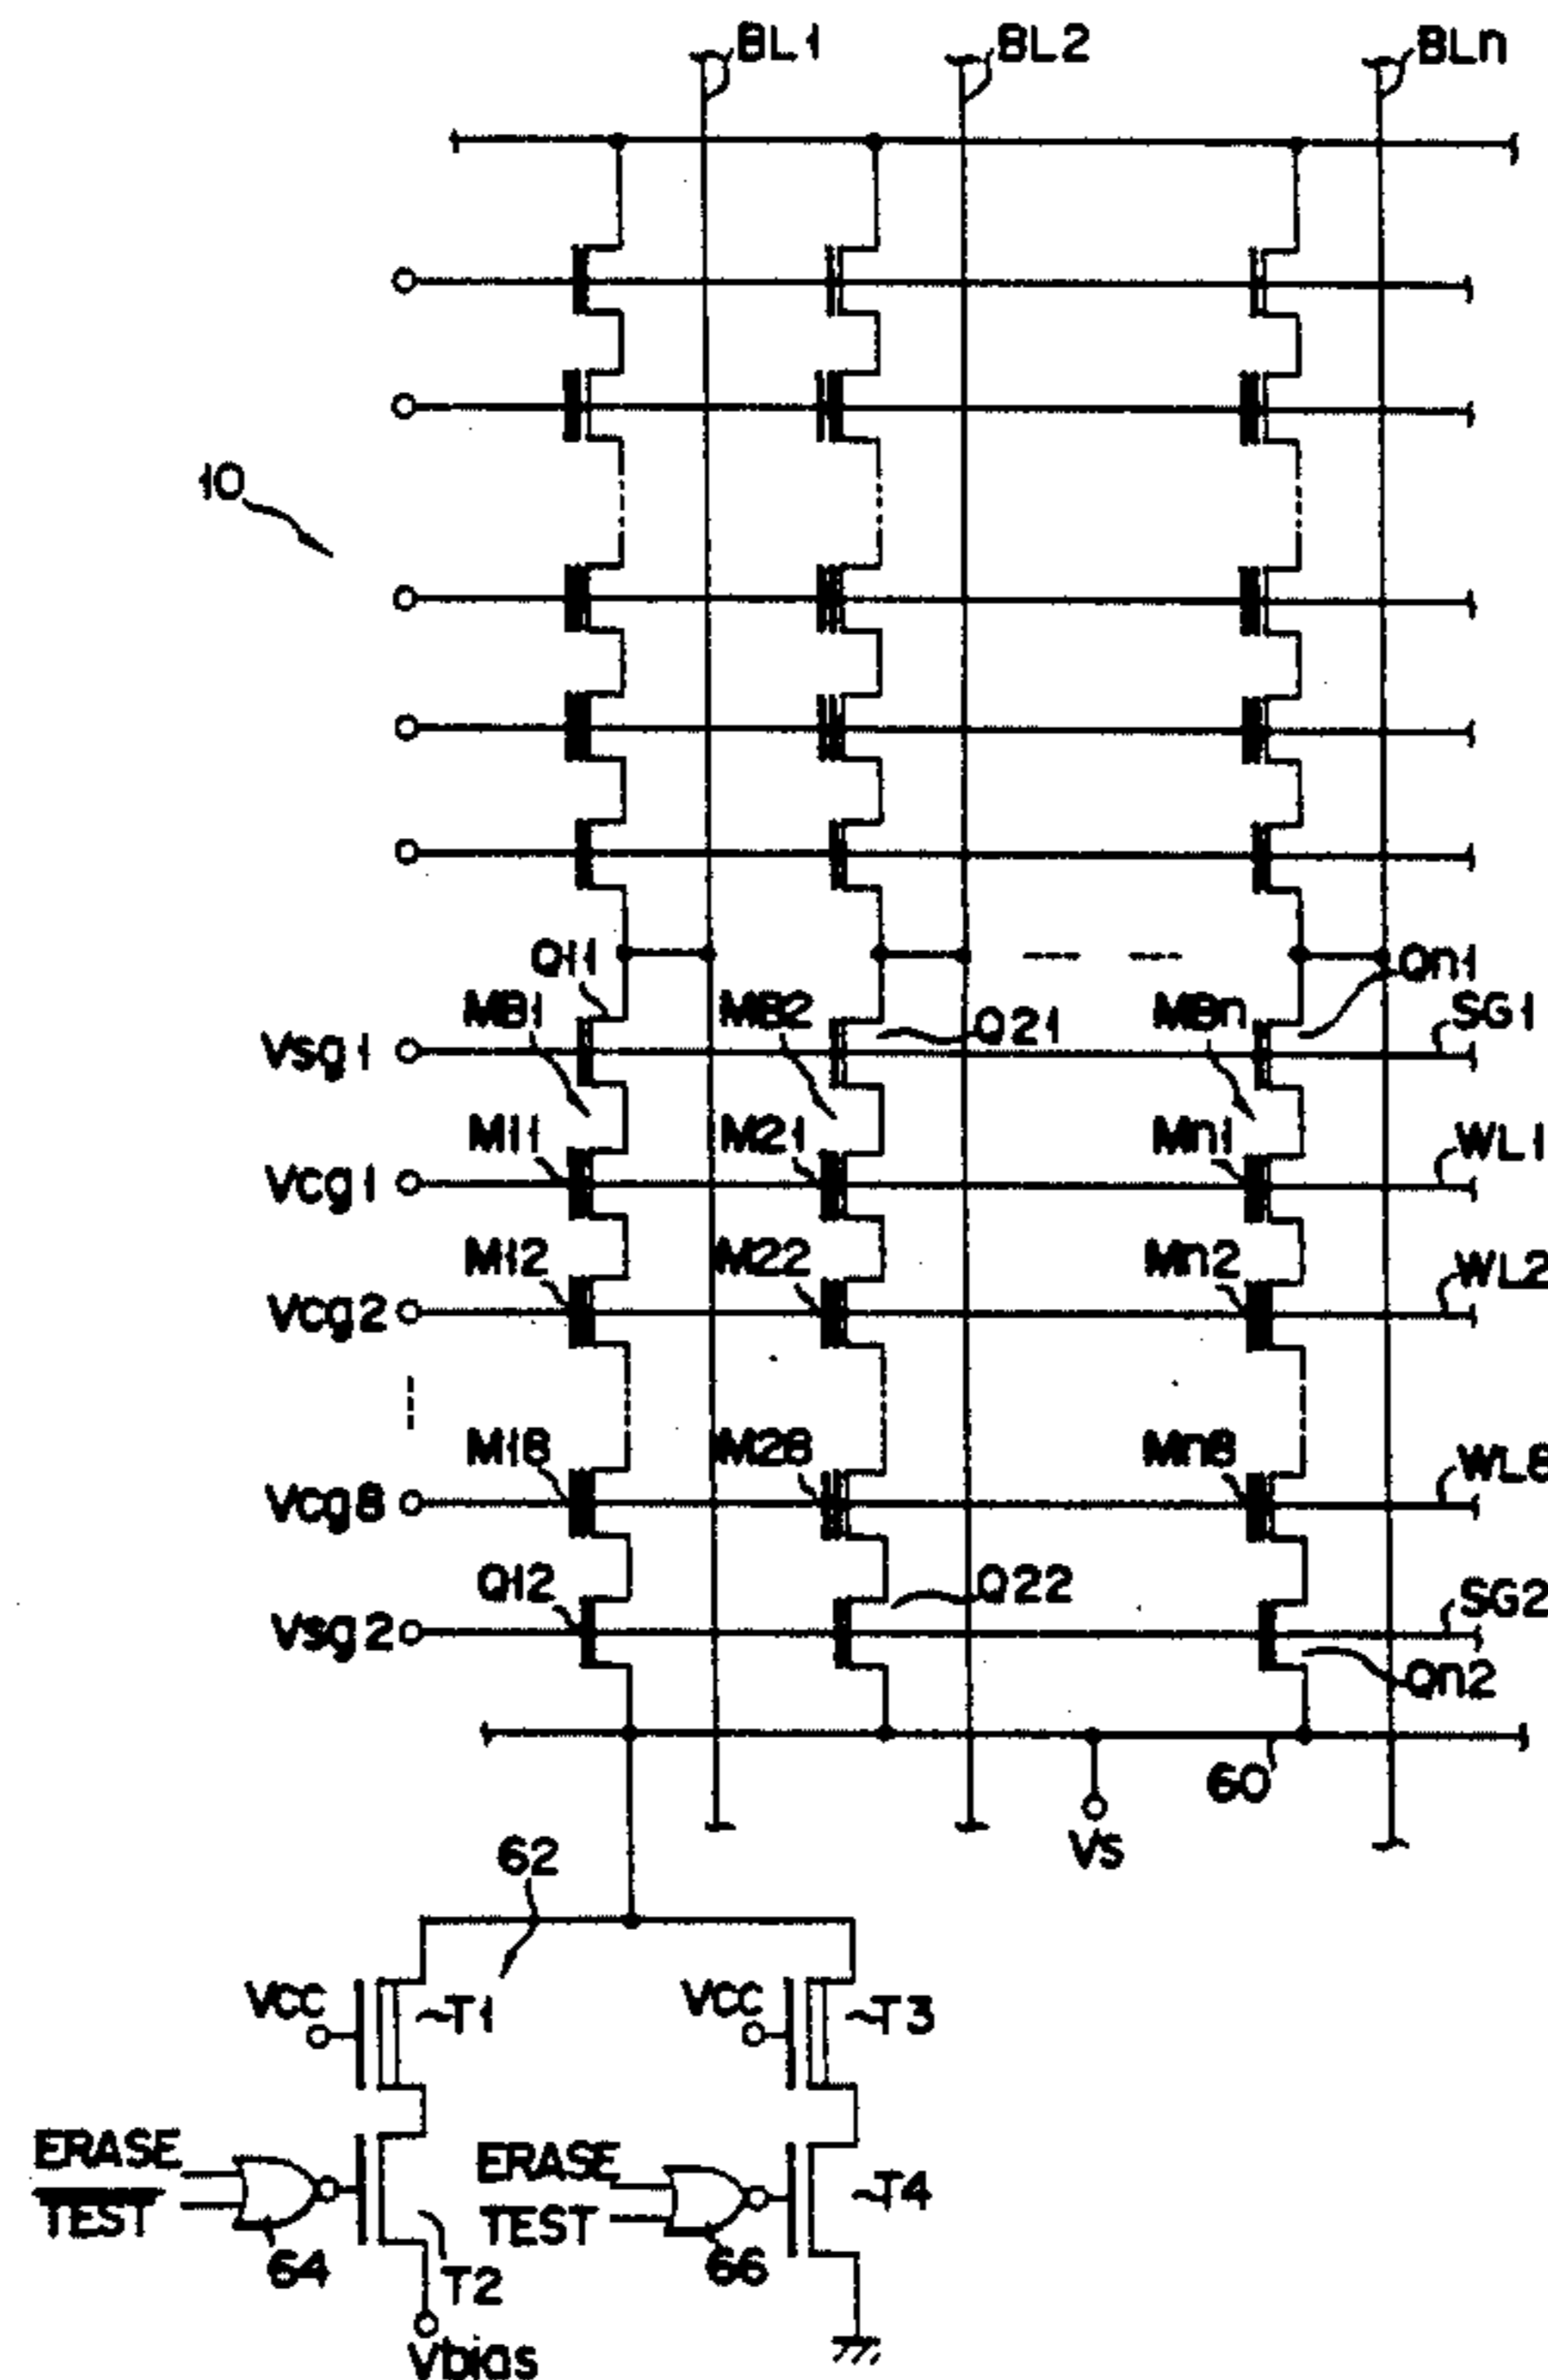 BL1 BL2 BLn
10
Q11 Qn1
MB1 MB2 MBn
Vsg1 Q21 SG1
M11 M21 Mn1 WL1
Vcg1
M12 M22 Mn2 WL2
Vcg2
M18 M28 Mn8 WL8
Vcg8
Q12 Q22 SG2
Vsg2
Qn2
60
VS
62
VCC T1 VCC T3
ERASE ERASE
T̅E̅S̅T̅ T̅E̅S̅T̅ T4
64 T2 66
Vbias